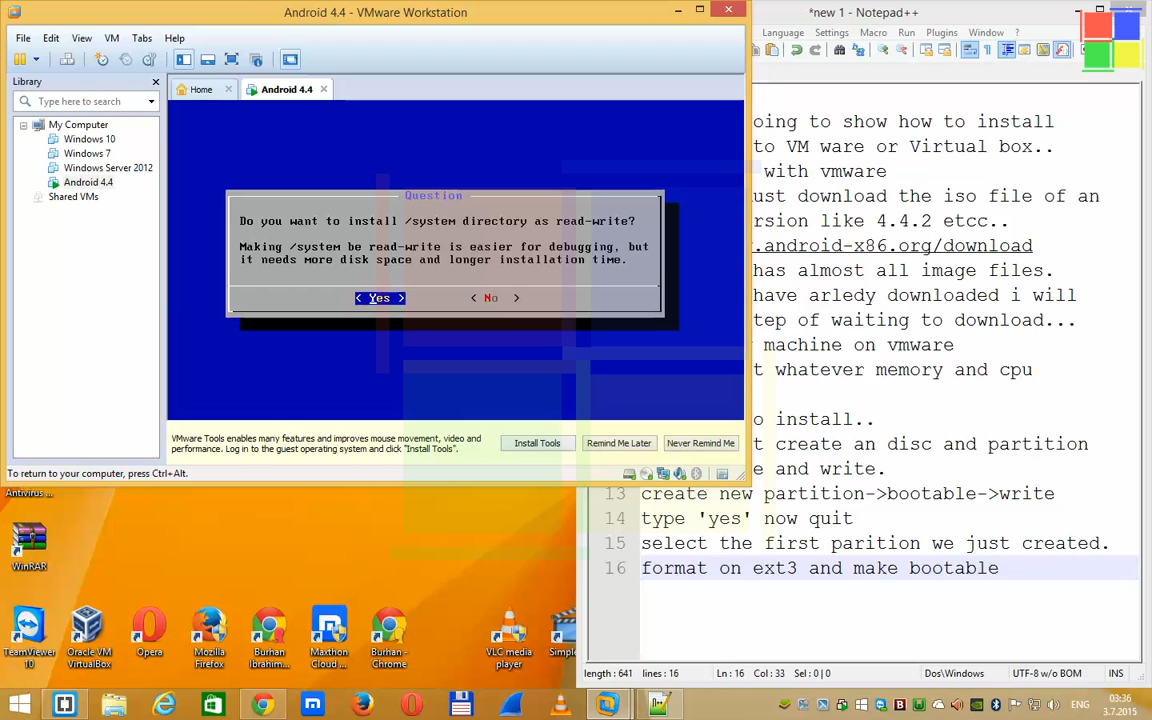 Android 4.4 - VMware Workstation
File Edit View VM Tabs Help
Library
Type here to search
My Computer
Windows 10
Windows 7
Windows Server 2012
Android 4.4
Shared VMs
Home
Android 4.4
Question
Do you want to install /system directory as read-write?
Making /system be read-write is easier for debugging, but
it needs more disk space and longer installation time.
< Yes > < No >
VMware Tools enables many features and improves mouse movement, video and
performance. Log in to the guest operating system and click "Install Tools".
Install Tools Remind Me Later Never Remind Me
To return to your computer, press Ctrl+Alt.
*new 1 - Notepad++
Language Settings Macro Run Plugins Window ?
oing to show how to install
to VM ware or Virtual box..
with vmware
ust download the iso file of an
rsion like 4.4.2 etcc..
.android-x86.org/download
has almost all image files.
have arledy downloaded i will
tep of waiting to download...
machine on vmware
t whatever memory and cpu
o install..
t create an disc and partition
e and write.
13 create new partition->bootable->write
14 type 'yes' now quit
15 select the first parition we just created.
16 format on ext3 and make bootable
length : 641 lines : 16 Ln : 16 Col : 33 Sel : 0 | 0 Dos\Windows UTF-8 w/o BOM INS
Antivirus ...
WinRAR
TeamViewer
10
Oracle VM
VirtualBox
Opera
Mozilla
Firefox
Burhan
Ibrahim...
Maxthon
Cloud ...
Burhan -
Chrome
VLC media
player
Simple
ENG
03:36
3.7.2015